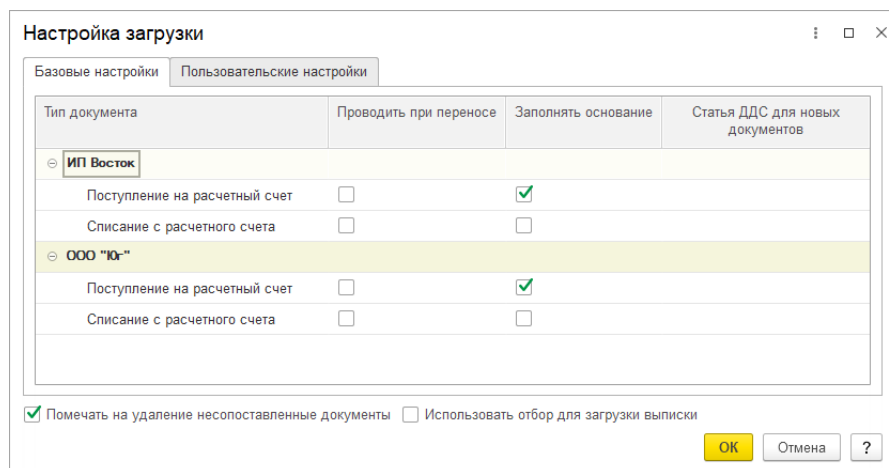 Настройка загрузки
Базовые настройки Пользовательские настройки
Тип документа Проводить при переносе Заполнять основание Статья ДДС для новых
документов
ИП Восток
Поступление на расчетный счет
Списание с расчетного счета
ООО "Юг"
Поступление на расчетный счет
Списание с расчетного счета
Помечать на удаление несопоставленные документы Использовать отбор для загрузки выписки
ОК Отмена ?